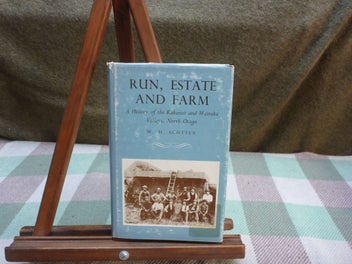 RUN, ESTATE
AND FARM
A History of the Kakanui and Waiareka
Valleys, North Otago
W. H. SCOTTER